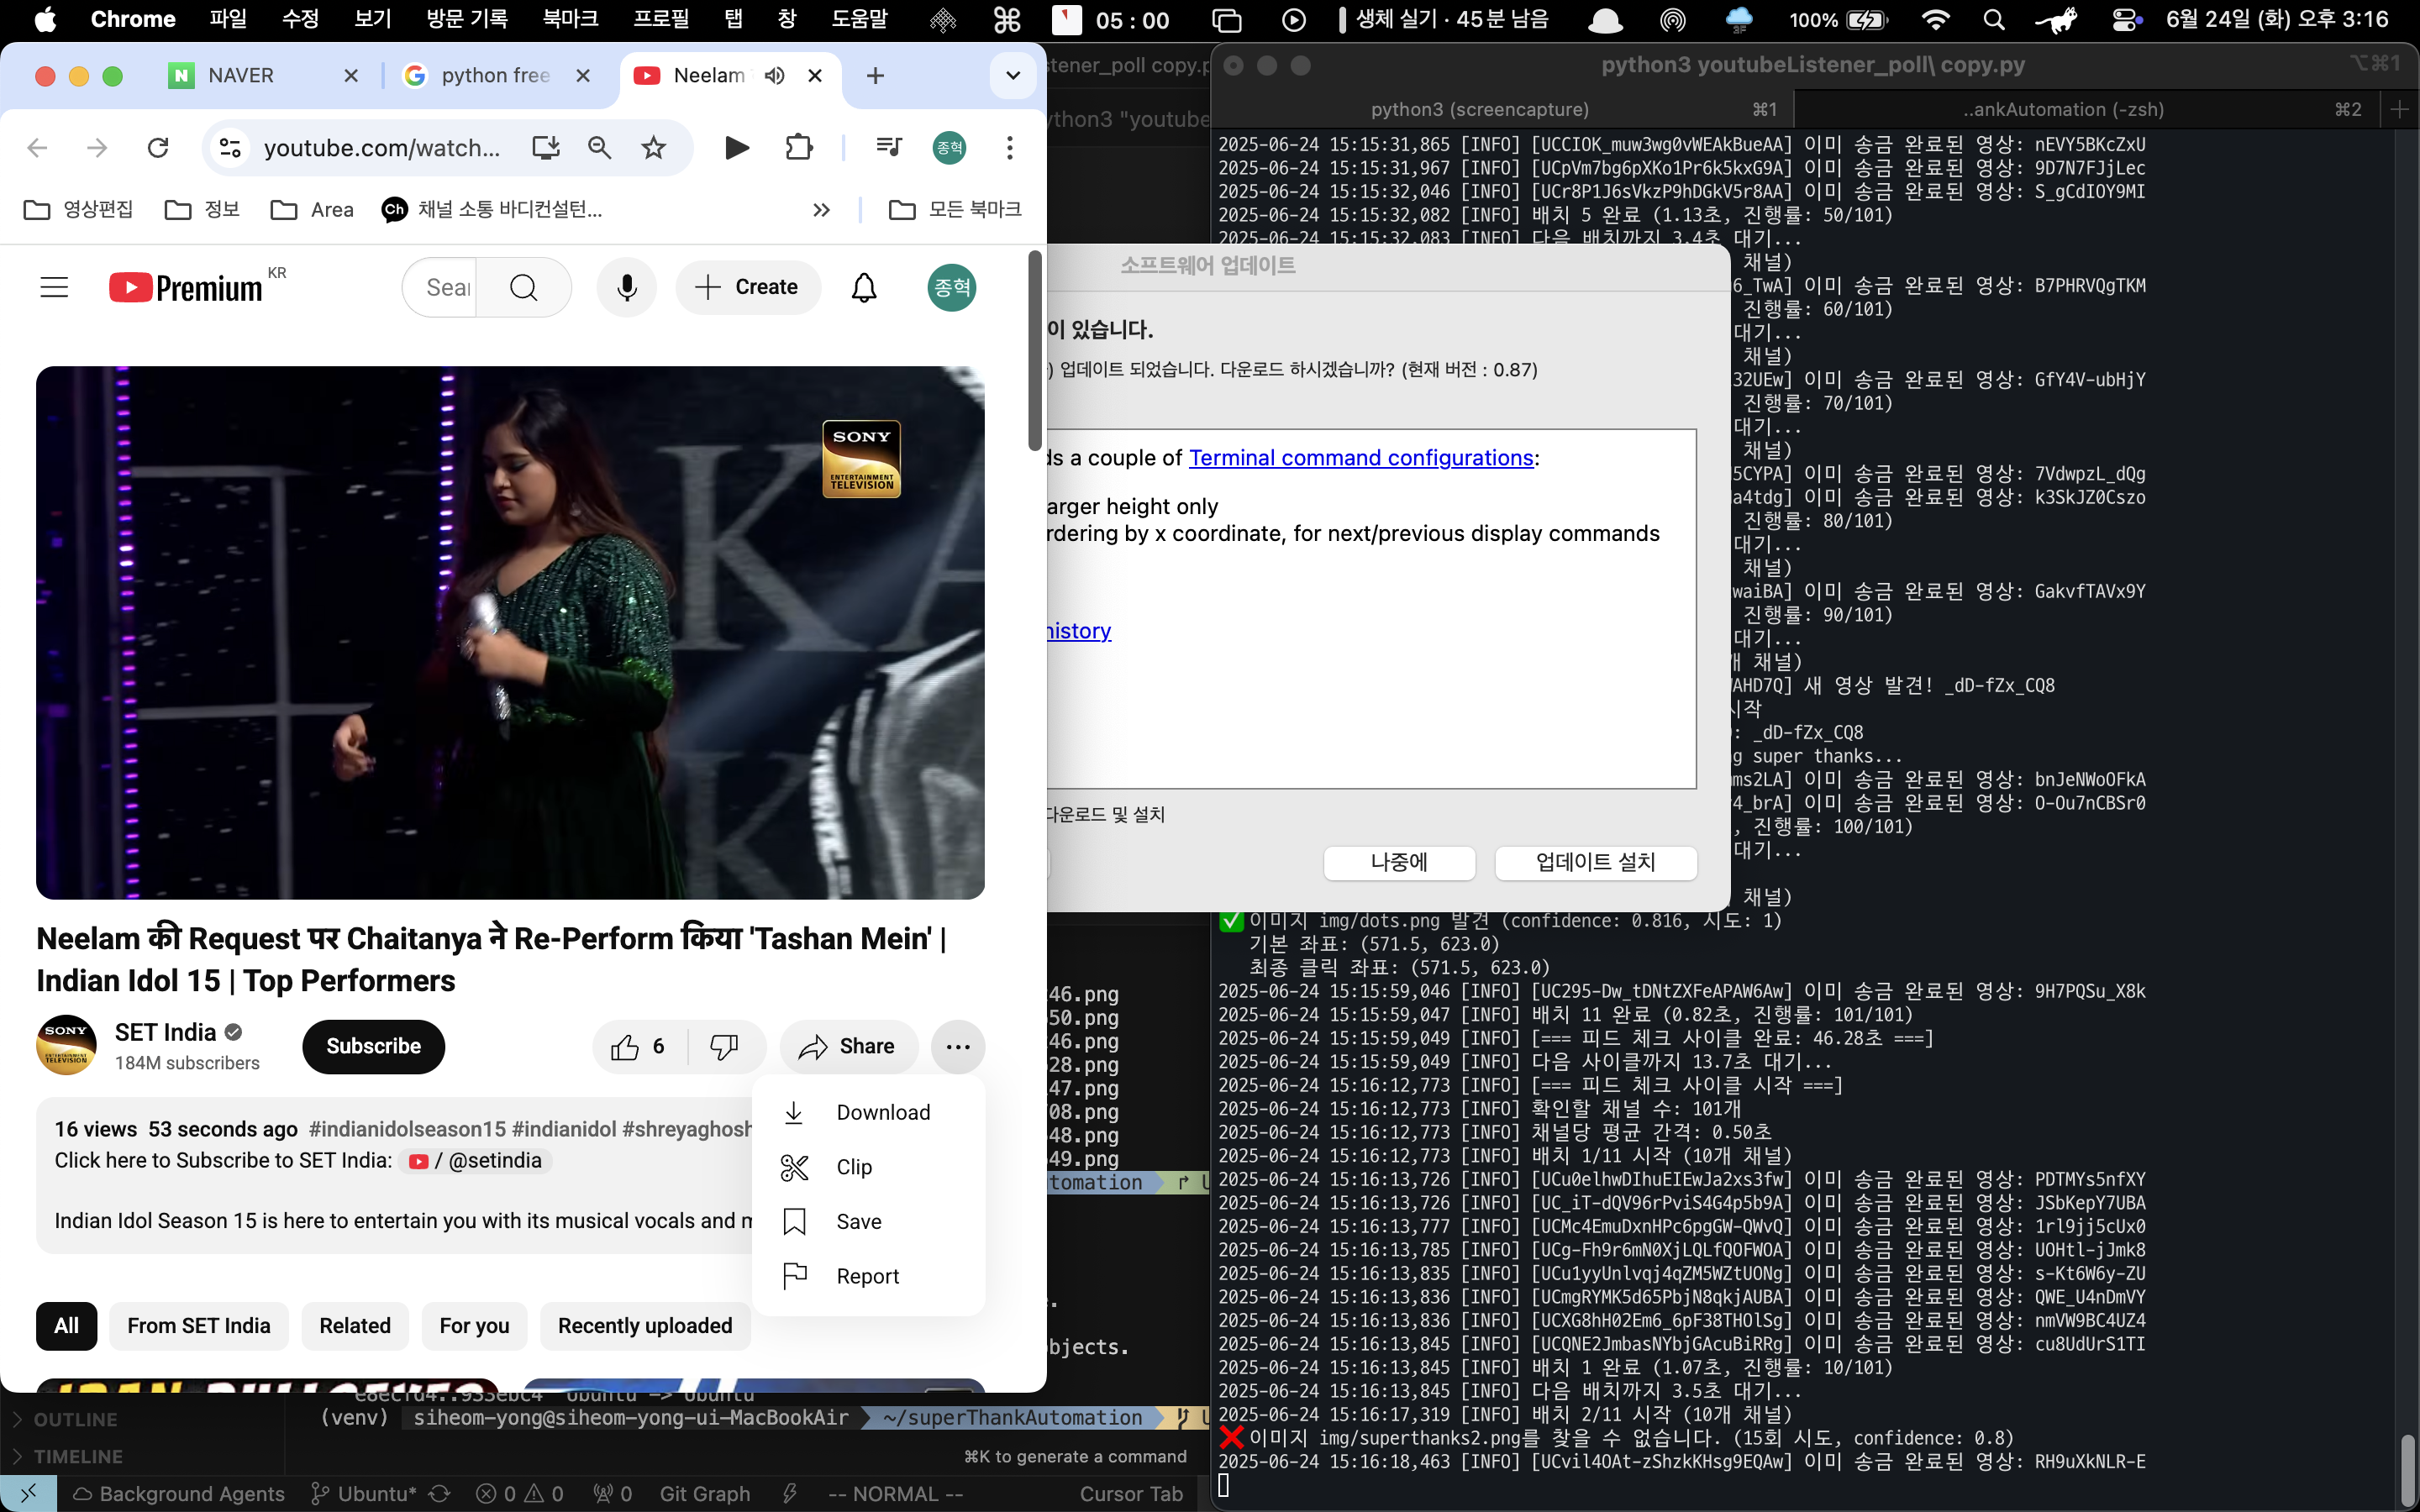 Chrome 파일 수정 보기 방문 기록 북마크 프로필 탭 창 도움말 05 : 00 생체 실기 · 45분 남음 100% 6월 24일 (화) 오후 3:16
NAVER
python free
Neelam
youtube.com/watch...
종혁
영상편집
정보
Area
Ch 채널 소통 바디컨설턴...
모든 북마크
Premium KR
Sear
Create
종혁
SONY
ENTERTAINMENT
TELEVISION
Neelam की Request पर Chaitanya ने Re-Perform किया 'Tashan Mein' |
Indian Idol 15 | Top Performers
SET India
184M subscribers
Subscribe
6
Share
Download
Clip
Save
Report
16 views 53 seconds ago #indianidolseason15 #indianidol #shreyaghosh
Click here to Subscribe to SET India: / @setindia
Indian Idol Season 15 is here to entertain you with its musical vocals and m
All
From SET India
Related
For you
Recently uploaded
stener_poll copy.p
ython3 "youtube
소프트웨어 업데이트
이 있습니다.
) 업데이트 되었습니다. 다운로드 하시겠습니까? (현재 버전 : 0.87)
ds a couple of Terminal command configurations:
arger height only
rdering by x coordinate, for next/previous display commands
history
다운로드 및 설치
나중에
업데이트 설치
46.png
50.png
46.png
28.png
47.png
08.png
48.png
49.png
tomation
bjects.
e8ecfd4..933ebc4 Ubuntu -> Ubuntu
(venv) siheom-yong@siheom-yong-ui-MacBookAir ~/superThankAutomation
OUTLINE
TIMELINE
⌘K to generate a command
Background Agents Ubuntu* 0 0 0 Git Graph -- NORMAL -- Cursor Tab
python3 youtubeListener_poll\ copy.py ⌥⌘1
python3 (screencapture) ⌘1
..ankAutomation (-zsh) ⌘2
2025-06-24 15:15:31,865 [INFO] [UCCIOK_muw3wg0vWEAkBueAA] 이미 송금 완료된 영상: nEVY5BKcZxU
2025-06-24 15:15:31,967 [INFO] [UCpVm7bg6pXKo1Pr6k5kxG9A] 이미 송금 완료된 영상: 9D7N7FJjLec
2025-06-24 15:15:32,046 [INFO] [UCr8P1J6sVkzP9hDGkV5r8AA] 이미 송금 완료된 영상: S_gCdIOY9MI
2025-06-24 15:15:32,082 [INFO] 배치 5 완료 (1.13초, 진행률: 50/101)
2025-06-24 15:15:32,083 [INFO] 다음 배치까지 3.4초 대기...
채널)
6_TwA] 이미 송금 완료된 영상: B7PHRVQgTKM
진행률: 60/101)
대기...
채널)
32UEw] 이미 송금 완료된 영상: GfY4V-ubHjY
진행률: 70/101)
대기...
채널)
5CYPA] 이미 송금 완료된 영상: 7VdwpzL_dQg
a4tdg] 이미 송금 완료된 영상: k3SkJZ0Cszo
진행률: 80/101)
대기...
채널)
waiBA] 이미 송금 완료된 영상: GakvfTAVx9Y
진행률: 90/101)
대기...
개 채널)
AHD7Q] 새 영상 발견! _dD-fZx_CQ8
시작
: _dD-fZx_CQ8
g super thanks...
ms2LA] 이미 송금 완료된 영상: bnJeNWoOFkA
4_brA] 이미 송금 완료된 영상: O-Ou7nCBSr0
, 진행률: 100/101)
대기...
채널)
✅이미지 img/dots.png 발견 (confidence: 0.816, 시도: 1)
기본 좌표: (571.5, 623.0)
최종 클릭 좌표: (571.5, 623.0)
2025-06-24 15:15:59,046 [INFO] [UC295-Dw_tDNtZXFeAPAW6Aw] 이미 송금 완료된 영상: 9H7PQSu_X8k
2025-06-24 15:15:59,047 [INFO] 배치 11 완료 (0.82초, 진행률: 101/101)
2025-06-24 15:15:59,049 [INFO] [=== 피드 체크 사이클 완료: 46.28초 ===]
2025-06-24 15:15:59,049 [INFO] 다음 사이클까지 13.7초 대기...
2025-06-24 15:16:12,773 [INFO] [=== 피드 체크 사이클 시작 ===]
2025-06-24 15:16:12,773 [INFO] 확인할 채널 수: 101개
2025-06-24 15:16:12,773 [INFO] 채널당 평균 간격: 0.50초
2025-06-24 15:16:12,773 [INFO] 배치 1/11 시작 (10개 채널)
2025-06-24 15:16:13,726 [INFO] [UCu0elhwDIhuEIEwJa2xs3fw] 이미 송금 완료된 영상: PDTMYs5nfXY
2025-06-24 15:16:13,726 [INFO] [UC_iT-dQV96rPviS4G4p5b9A] 이미 송금 완료된 영상: JSbKepY7UBA
2025-06-24 15:16:13,777 [INFO] [UCMc4EmuDxnHPc6pgGW-QWvQ] 이미 송금 완료된 영상: 1rl9jj5cUx0
2025-06-24 15:16:13,785 [INFO] [UCg-Fh9r6mN0XjLQLfQOFWOA] 이미 송금 완료된 영상: UOHtl-jJmk8
2025-06-24 15:16:13,835 [INFO] [UCu1yyUnlvqj4qZM5WZtUONg] 이미 송금 완료된 영상: s-Kt6W6y-ZU
2025-06-24 15:16:13,836 [INFO] [UCmgRYMK5d65PbjN8qkjAUBA] 이미 송금 완료된 영상: QWE_U4nDmVY
2025-06-24 15:16:13,836 [INFO] [UCXG8hH02Em6_6pF38THOlSg] 이미 송금 완료된 영상: nmVW9BC4UZ4
2025-06-24 15:16:13,845 [INFO] [UCQNE2JmbasNYbjGAcuBiRRg] 이미 송금 완료된 영상: cu8UdUrS1TI
2025-06-24 15:16:13,845 [INFO] 배치 1 완료 (1.07초, 진행률: 10/101)
2025-06-24 15:16:13,845 [INFO] 다음 배치까지 3.5초 대기...
2025-06-24 15:16:17,319 [INFO] 배치 2/11 시작 (10개 채널)
❌이미지 img/superthanks2.png를 찾을 수 없습니다. (15회 시도, confidence: 0.8)
2025-06-24 15:16:18,463 [INFO] [UCvil4OAt-zShzkKHsg9EQAw] 이미 송금 완료된 영상: RH9uXkNLR-E